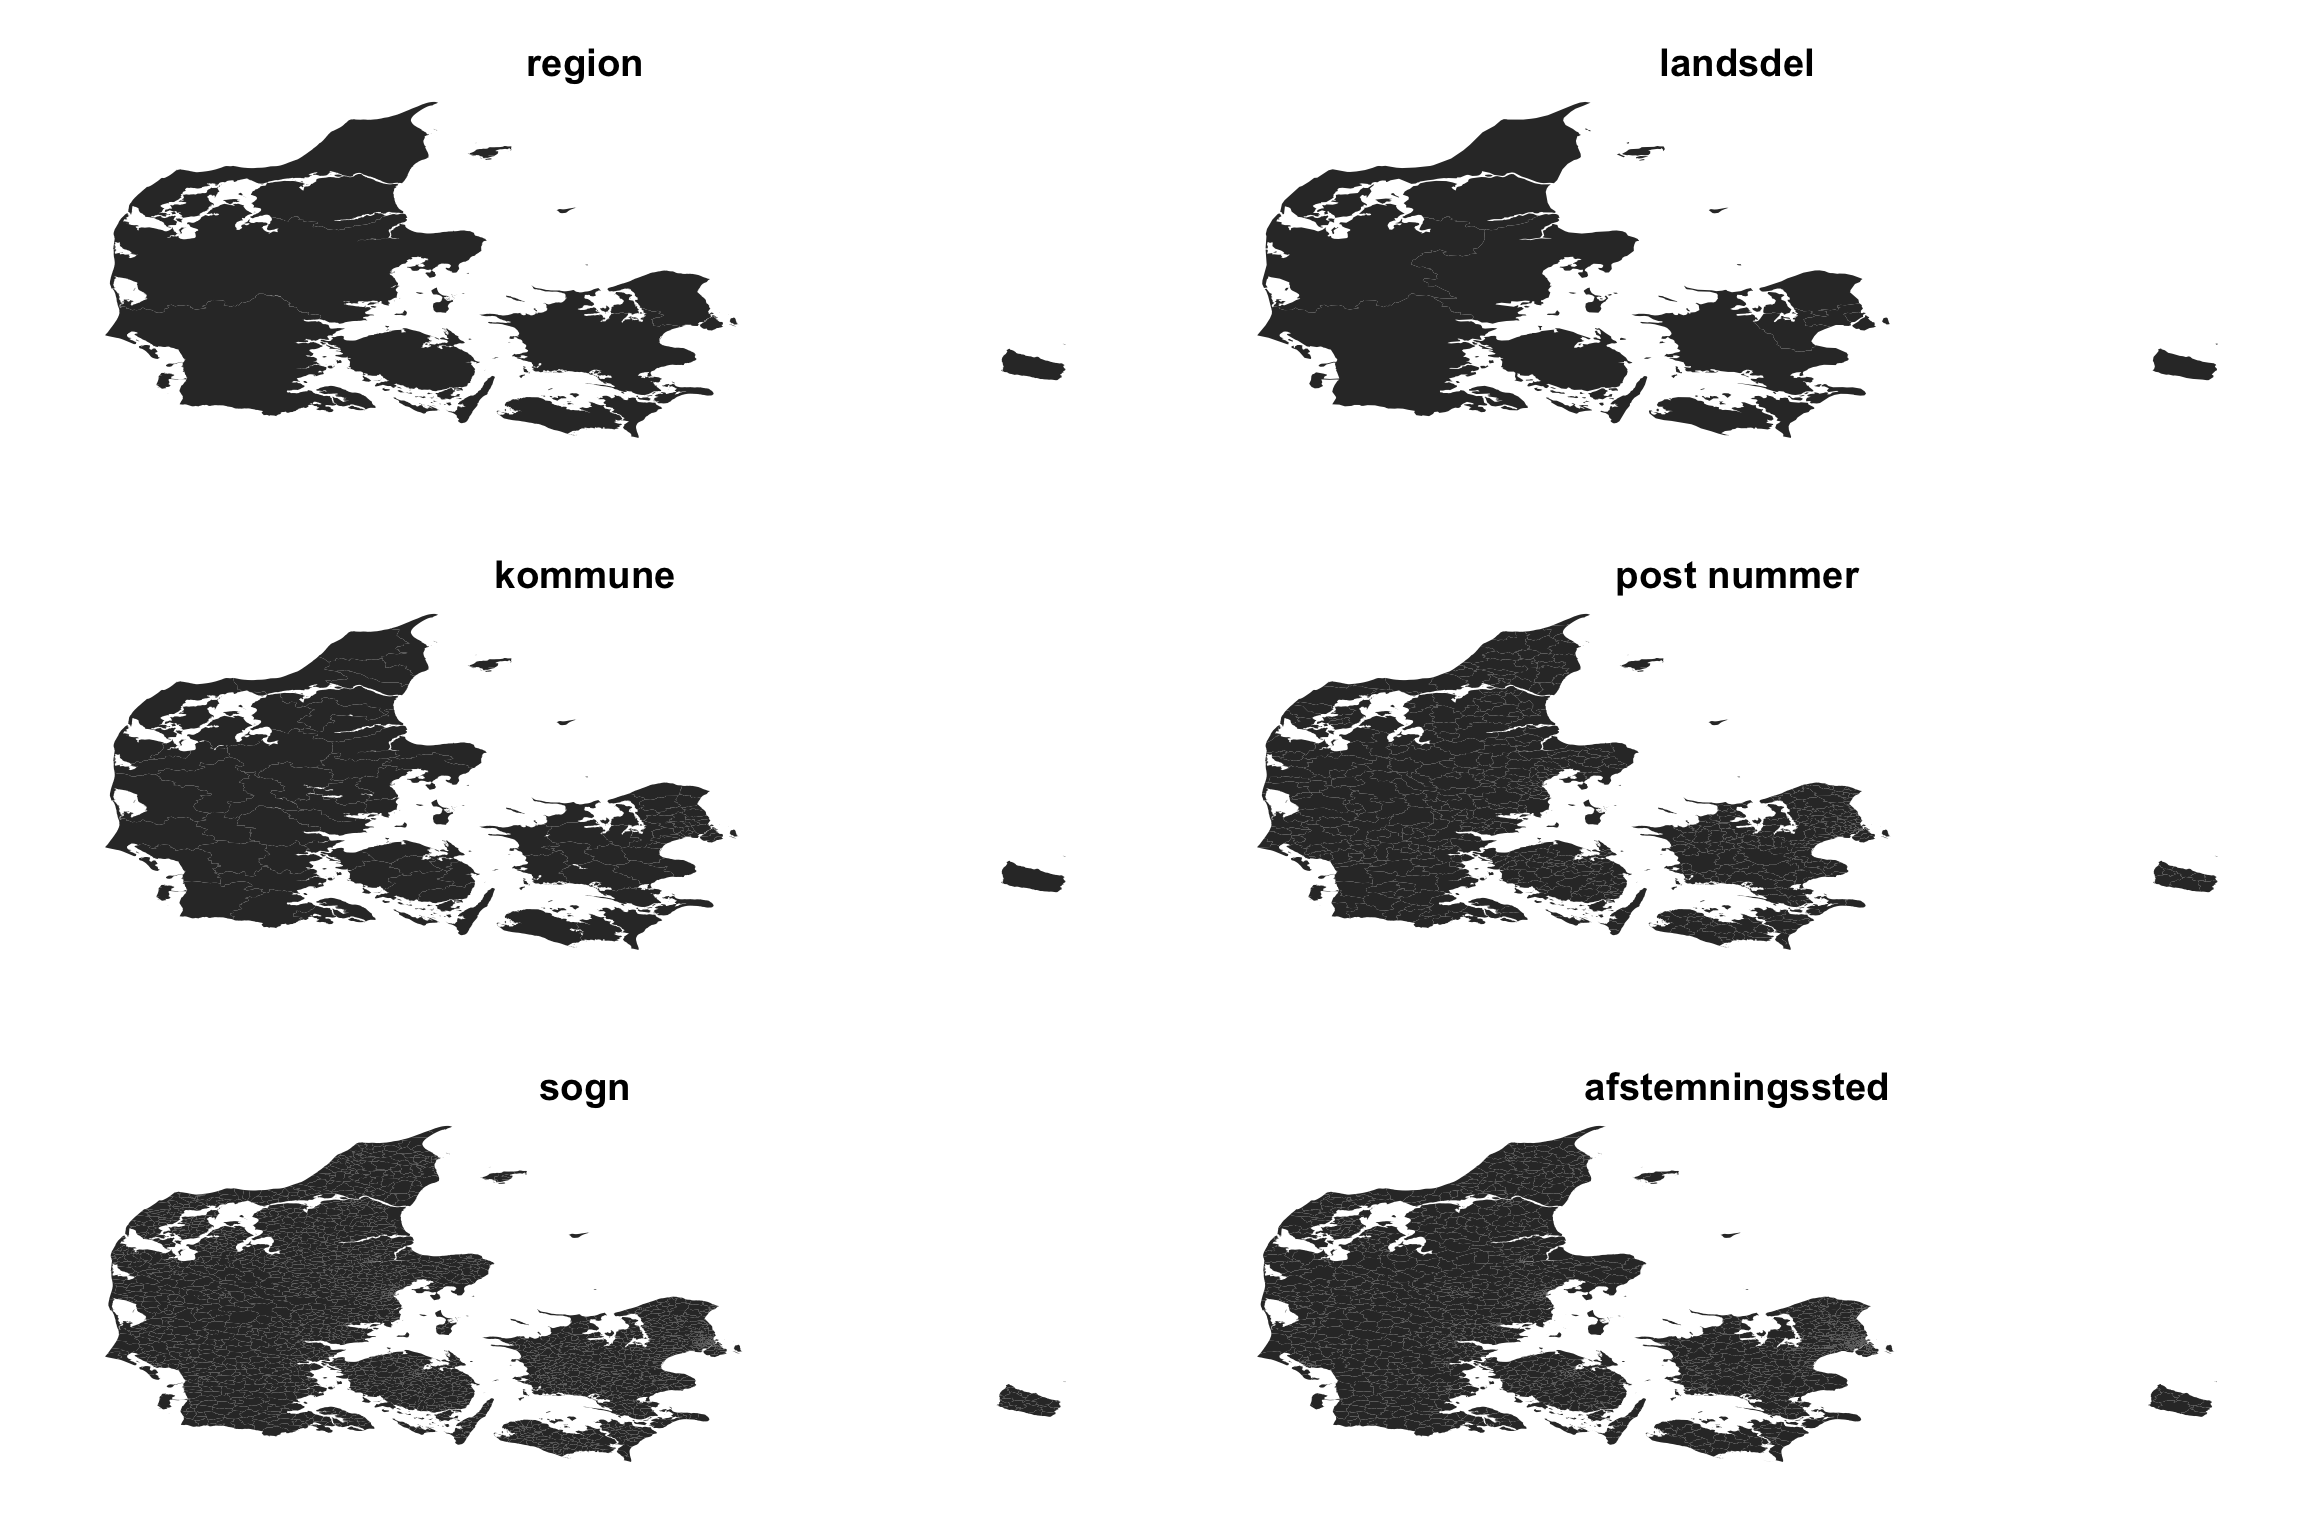 region
landsdel
kommune
post nummer
sogn
afstemningssted